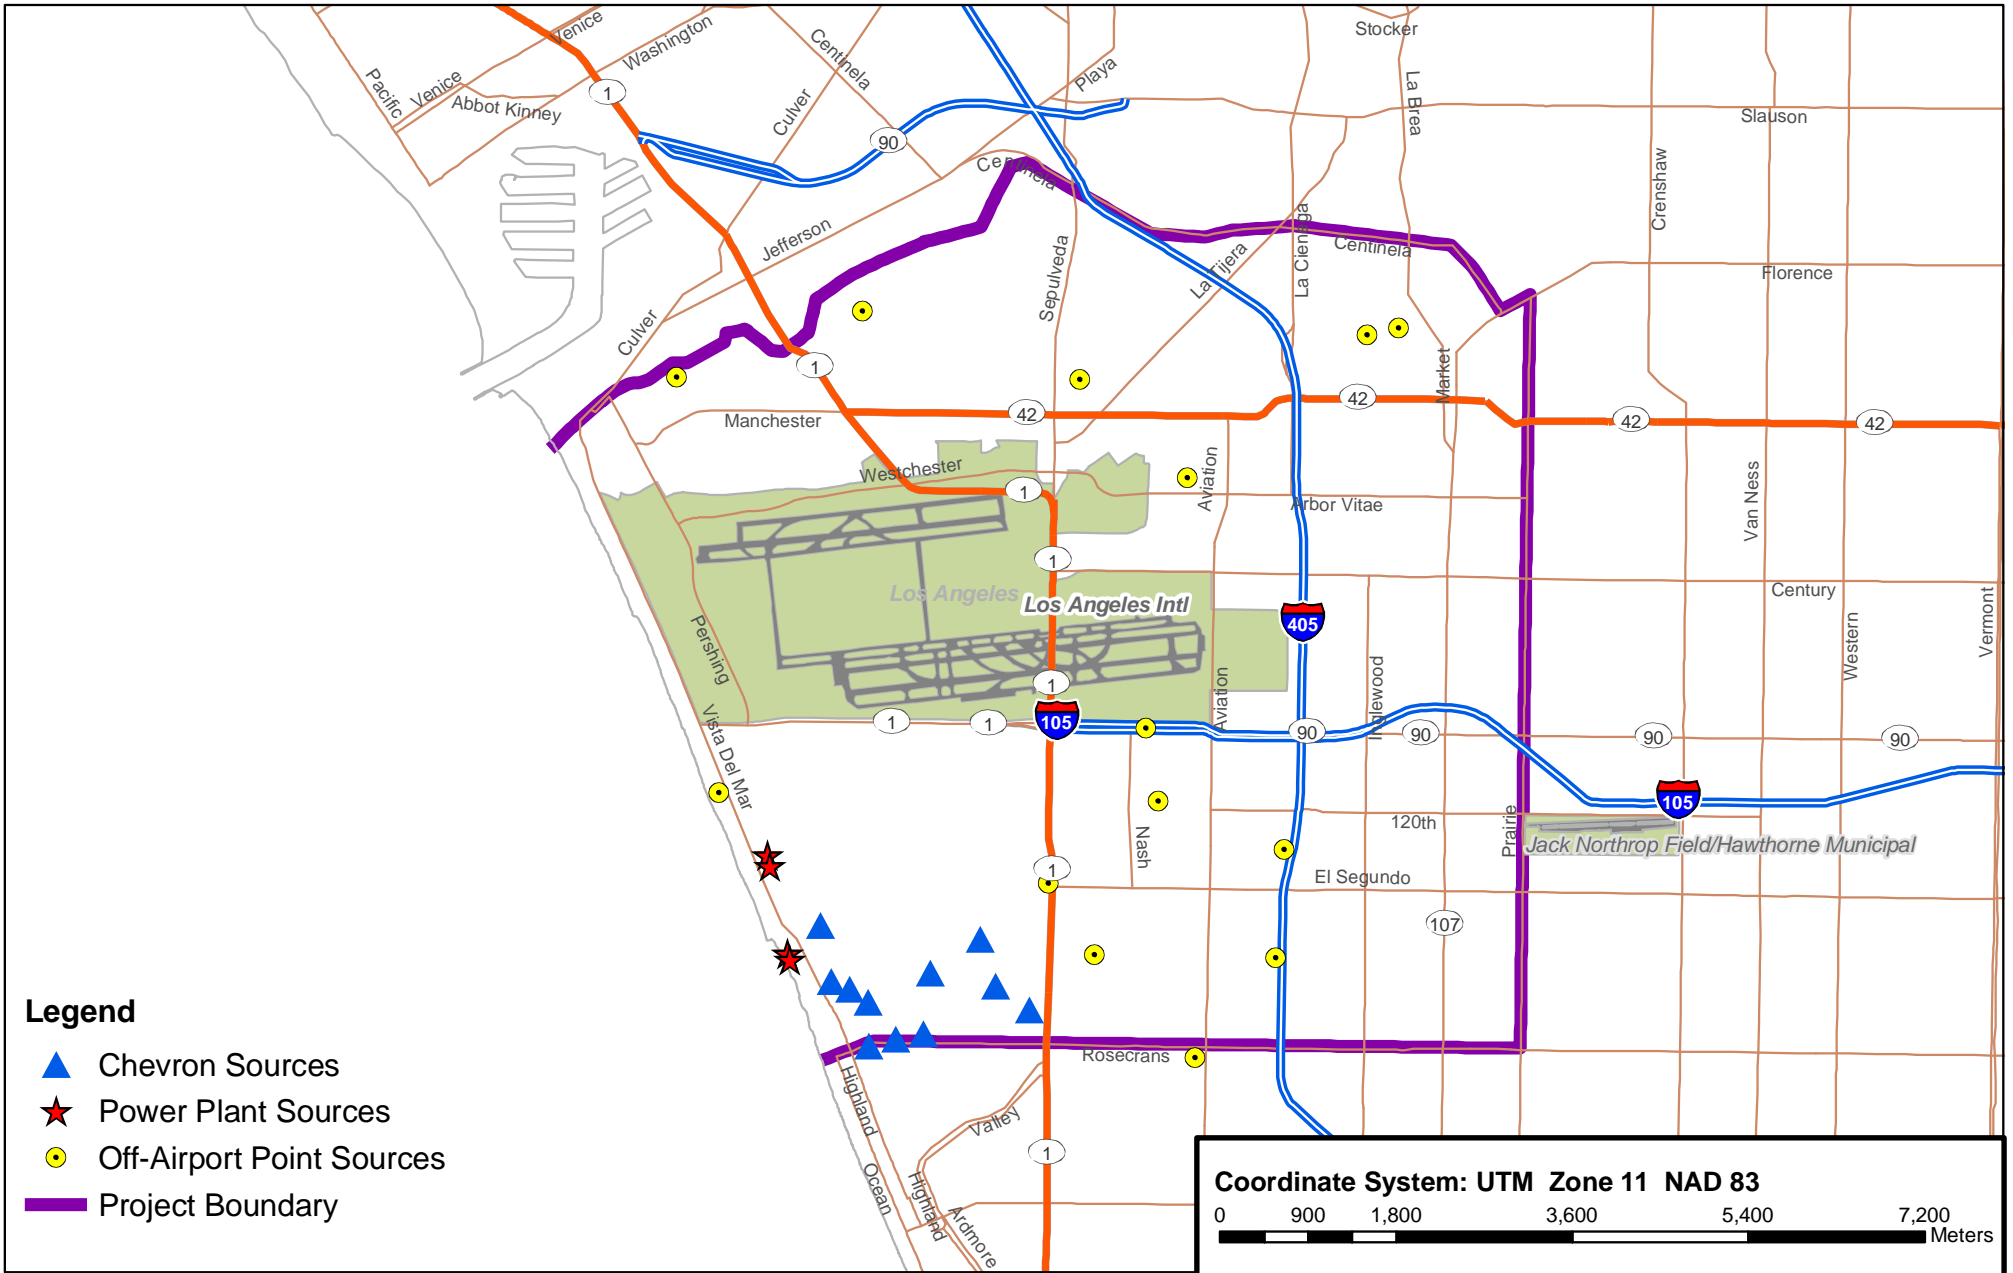 Venice
Washington
Centinela
Stocker
Pacific
Venice
Abbot Kinney
1
Culver
90
Playa
La Brea
Slauson
Centinela
Crenshaw
Jefferson
Sepulveda
La Tijera
La Cienega
Centinela
Florence
Culver
1
Market
Manchester
42
42
42
42
Westchester
1
Aviation
Arbor Vitae
Van Ness
1
Los Angeles
Los Angeles Intl
405
Century
Pershing
Western
Vermont
1
Vista Del Mar
1
1
105
Aviation
Inglewood
90
90
90
90
105
Nash
120th
Prairie
Jack Northrop Field/Hawthorne Municipal
1
El Segundo
107
Rosecrans
Highland
Valley
1
Ocean
Highland
Ardmore
Legend
Chevron Sources
Power Plant Sources
Off-Airport Point Sources
Project Boundary
Coordinate System: UTM Zone 11 NAD 83
0 900 1,800 3,600 5,400 7,200
Meters